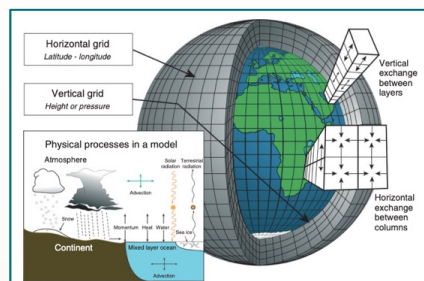 Horizontal grid
Latitude - longitude
Vertical grid
Height or pressure
Vertical
exchange
between
layers
Horizontal
exchange
between
columns
Physical processes in a model
Atmosphere
Solar
radiation
Terrestrial
radiation
Advection
Snow
Momentum
Heat
Water
Sea ice
Continent
Mixed layer ocean
Advection